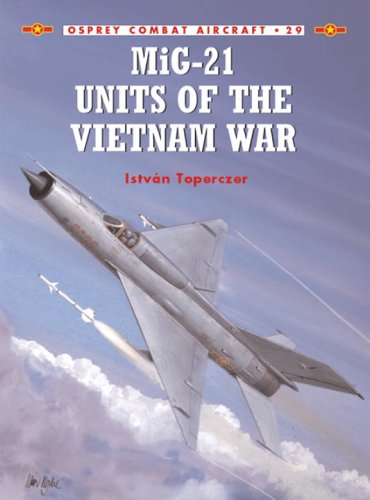 OSPREY COMBAT AIRCRAFT • 29
MiG-21
UNITS OF THE
VIETNAM WAR
István Toperczer